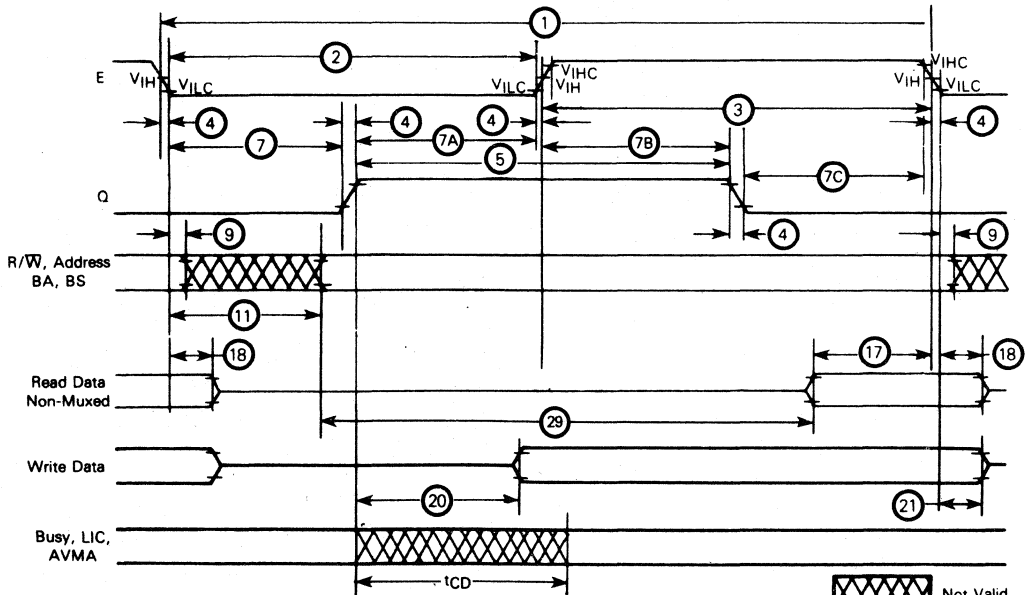 1
2
E
VIH
VILC
VILC
VIHC
VIH
VIH
VIHC
VILC
3
4
4
4
4
7
7A
7B
5
7C
Q
9
4
9
R/W̅, Address
BA, BS
11
18
17
18
Read Data
Non-Muxed
29
Write Data
20
21
Busy, LIC,
AVMA
tCD
Not Valid